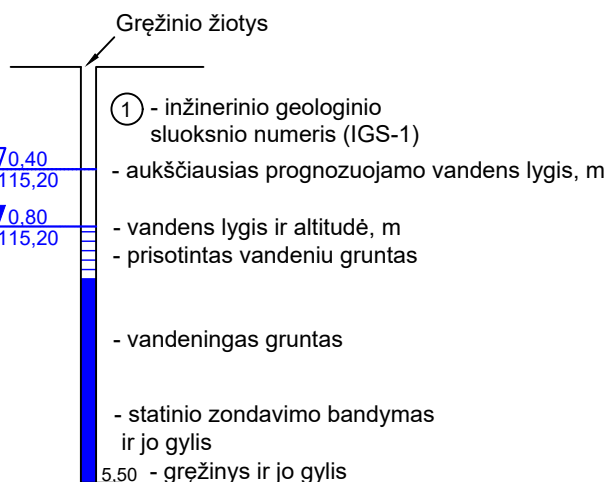 Gręžinio žiotys
1 - inžinerinio geologinio
sluoksnio numeris (IGS-1)
0,40
115,20
- aukščiausias prognozuojamo vandens lygis, m
0,80
115,20
- vandens lygis ir altitudė, m
- prisotintas vandeniu gruntas
- vandeningas gruntas
- statinio zondavimo bandymas
ir jo gylis
5,50 - gręžinys ir jo gylis